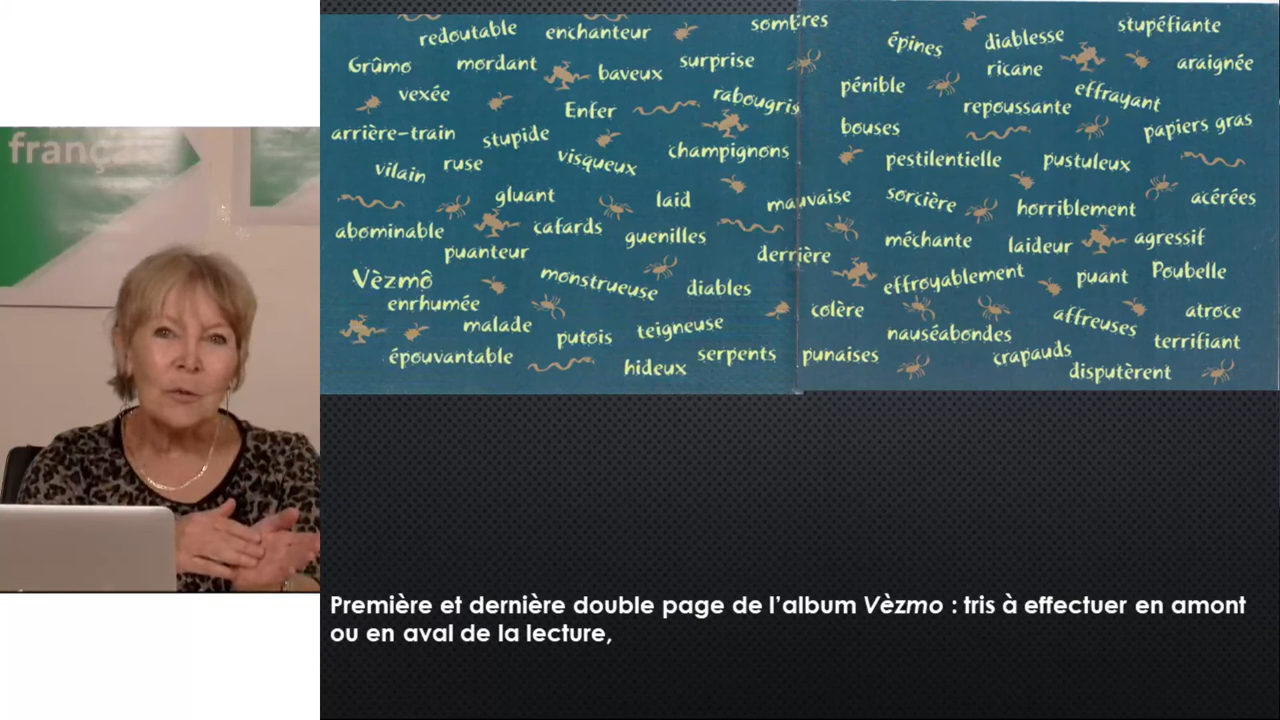 français
redoutable enchanteur sombres
Grûmo mordant baveux surprise
vexée Enfer rabougris
arrière-train stupide visqueux champignons
vilain ruse
gluant laid mauvaise
abominable cafards guenilles
puanteur derrière
Vèzmô monstrueuse diables
enrhumée
malade putois teigneuse
épouvantable hideux serpents
épines diablesse stupéfiante
ricane araignée
pénible repoussante effrayant
bouses papiers gras
pestilentielle pustuleux
sorcière horriblement acérées
méchante laideur agressif
effroyablement puant Poubelle
colère affreuses atroce
nauséabondes terrifiant
punaises crapauds
disputèrent
Première et dernière double page de l'album Vèzmo : tris à effectuer en amont
ou en aval de la lecture,